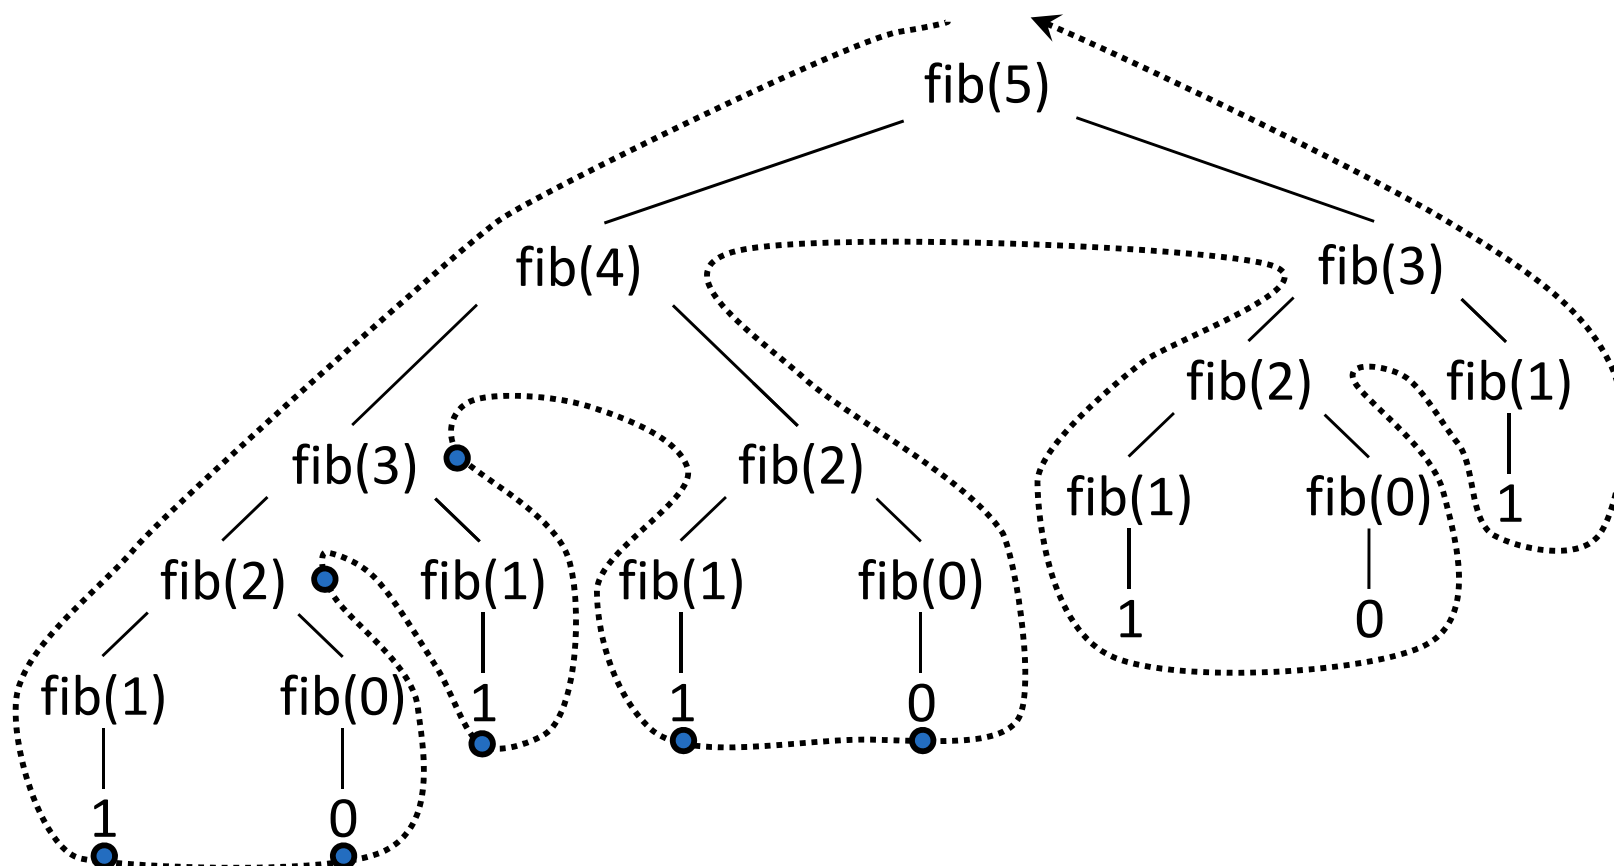 fib(5)
fib(4) fib(3)
fib(2) fib(1)
fib(3) fib(2) fib(1) fib(0) 1
fib(2) fib(1) fib(1) fib(0) 1 0
fib(1) fib(0) 1 1 0
1 0